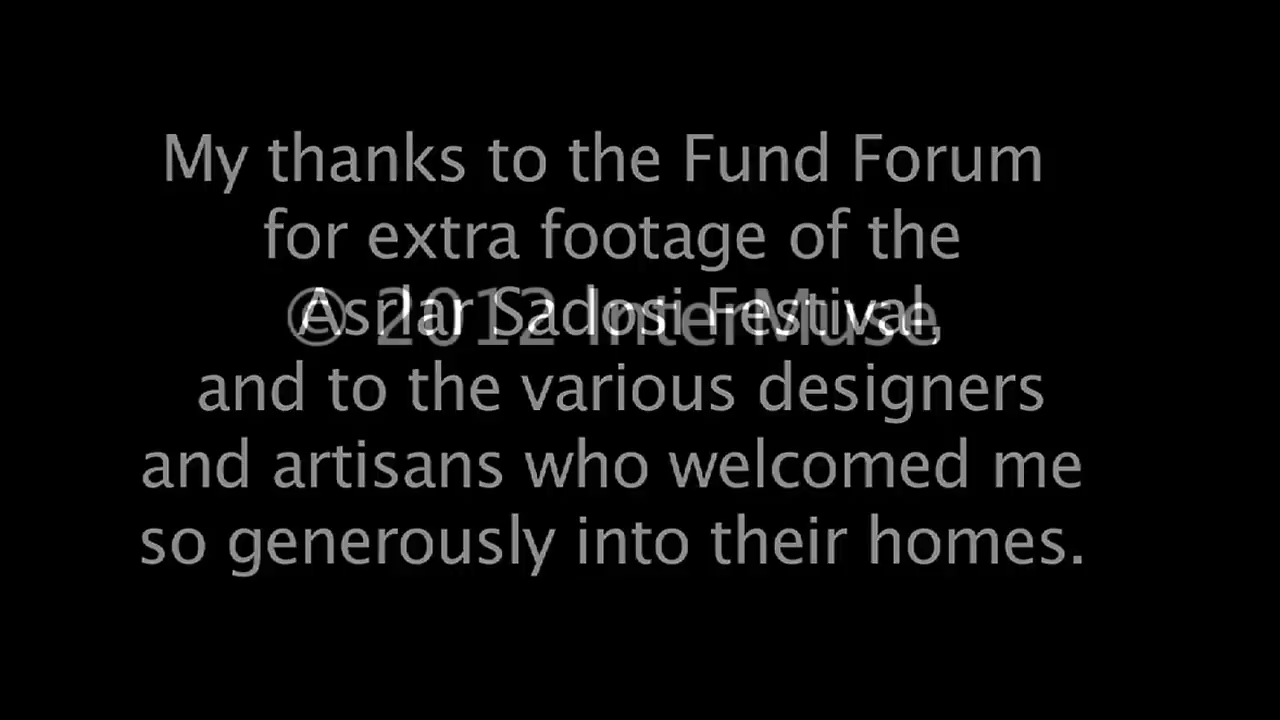 My thanks to the Fund Forum
for extra footage of the
Asrlar Sadosi Festival,
© 2012 InterMuse
and to the various designers
and artisans who welcomed me
so generously into their homes.